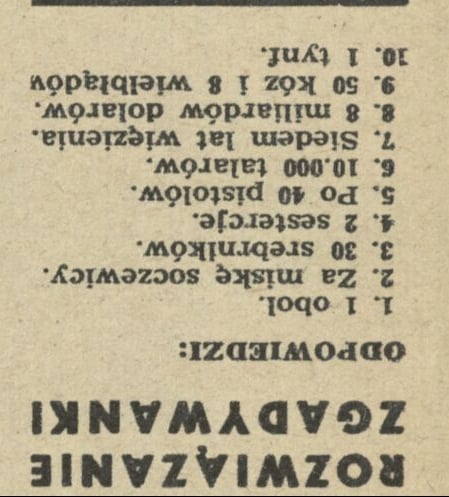 ROZWIĄZANIE
ZGADYWANKI
ODPOWIEDZI:
1. 1 obol.
2. Za miskę soczewicy.
3. 30 srebrników.
4. 2 sestercje.
5. Po 40 pistolów.
6. 10.000 talarów.
7. Siedem lat więzienia.
8. 8 miliardów dolarów.
9. 50 kóz i 8 wielbłądów
10. 1 tynf.